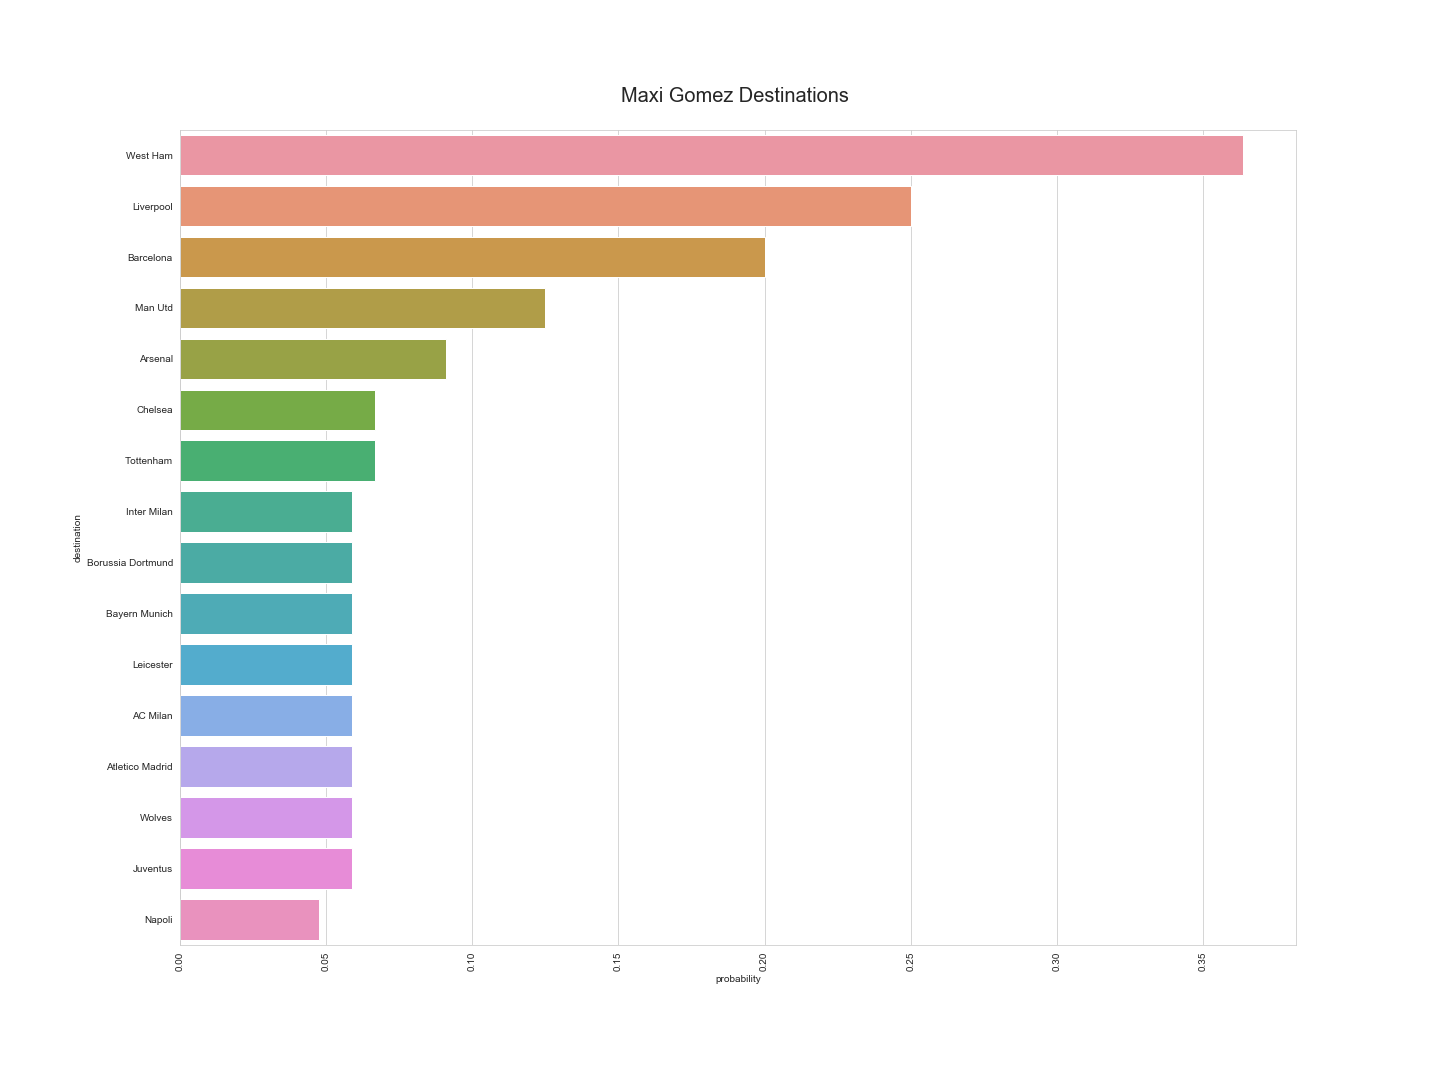 Maxi Gomez Destinations
West Ham
Liverpool
Barcelona
Man Utd
Arsenal
Chelsea
Tottenham
Inter Milan
Borussia Dortmund
Bayern Munich
Leicester
AC Milan
Atletico Madrid
Wolves
Juventus
Napoli
destination
0.00 0.05 0.10 0.15 0.20 0.25 0.30 0.35
probability